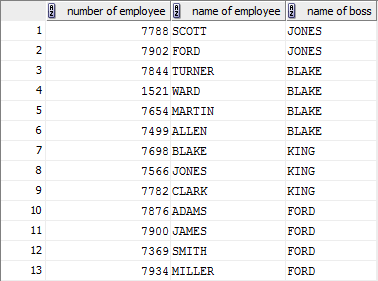 number of employee name of employee name of boss
1 7788 SCOTT JONES
2 7902 FORD JONES
3 7844 TURNER BLAKE
4 1521 WARD BLAKE
5 7654 MARTIN BLAKE
6 7499 ALLEN BLAKE
7 7698 BLAKE KING
8 7566 JONES KING
9 7782 CLARK KING
10 7876 ADAMS FORD
11 7900 JAMES FORD
12 7369 SMITH FORD
13 7934 MILLER FORD